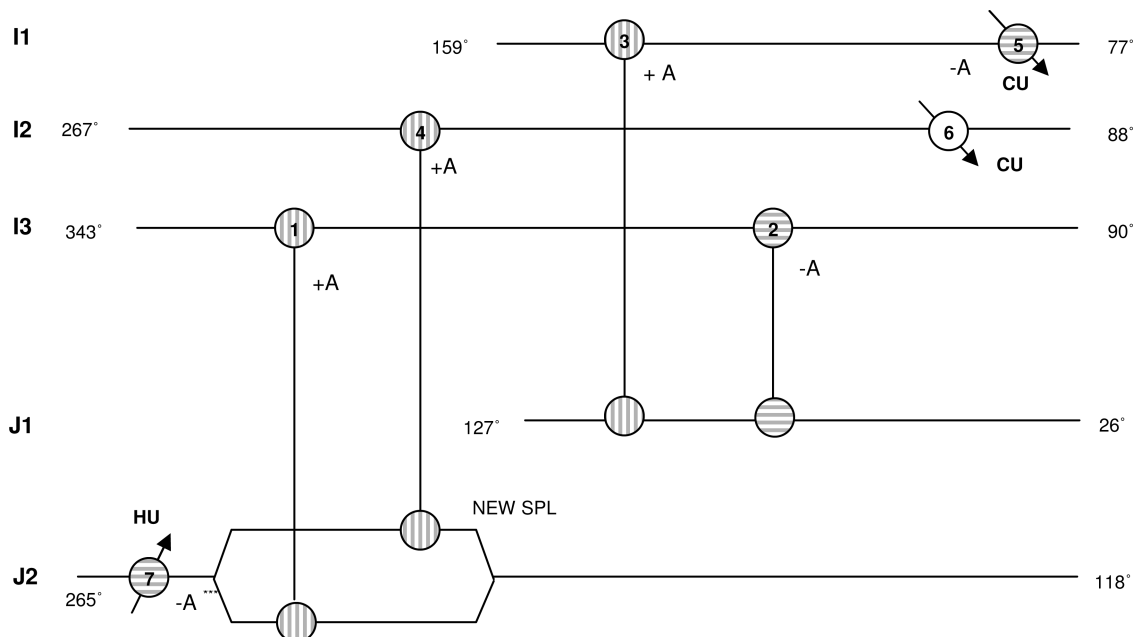 I1 159° 3 5 77°
+ A -A CU
I2 267° 4 6 88°
+A CU
I3 343° 1 2 90°
+A -A
J1 127° 26°
NEW SPL
HU
J2 265° 7 118°
-A ***